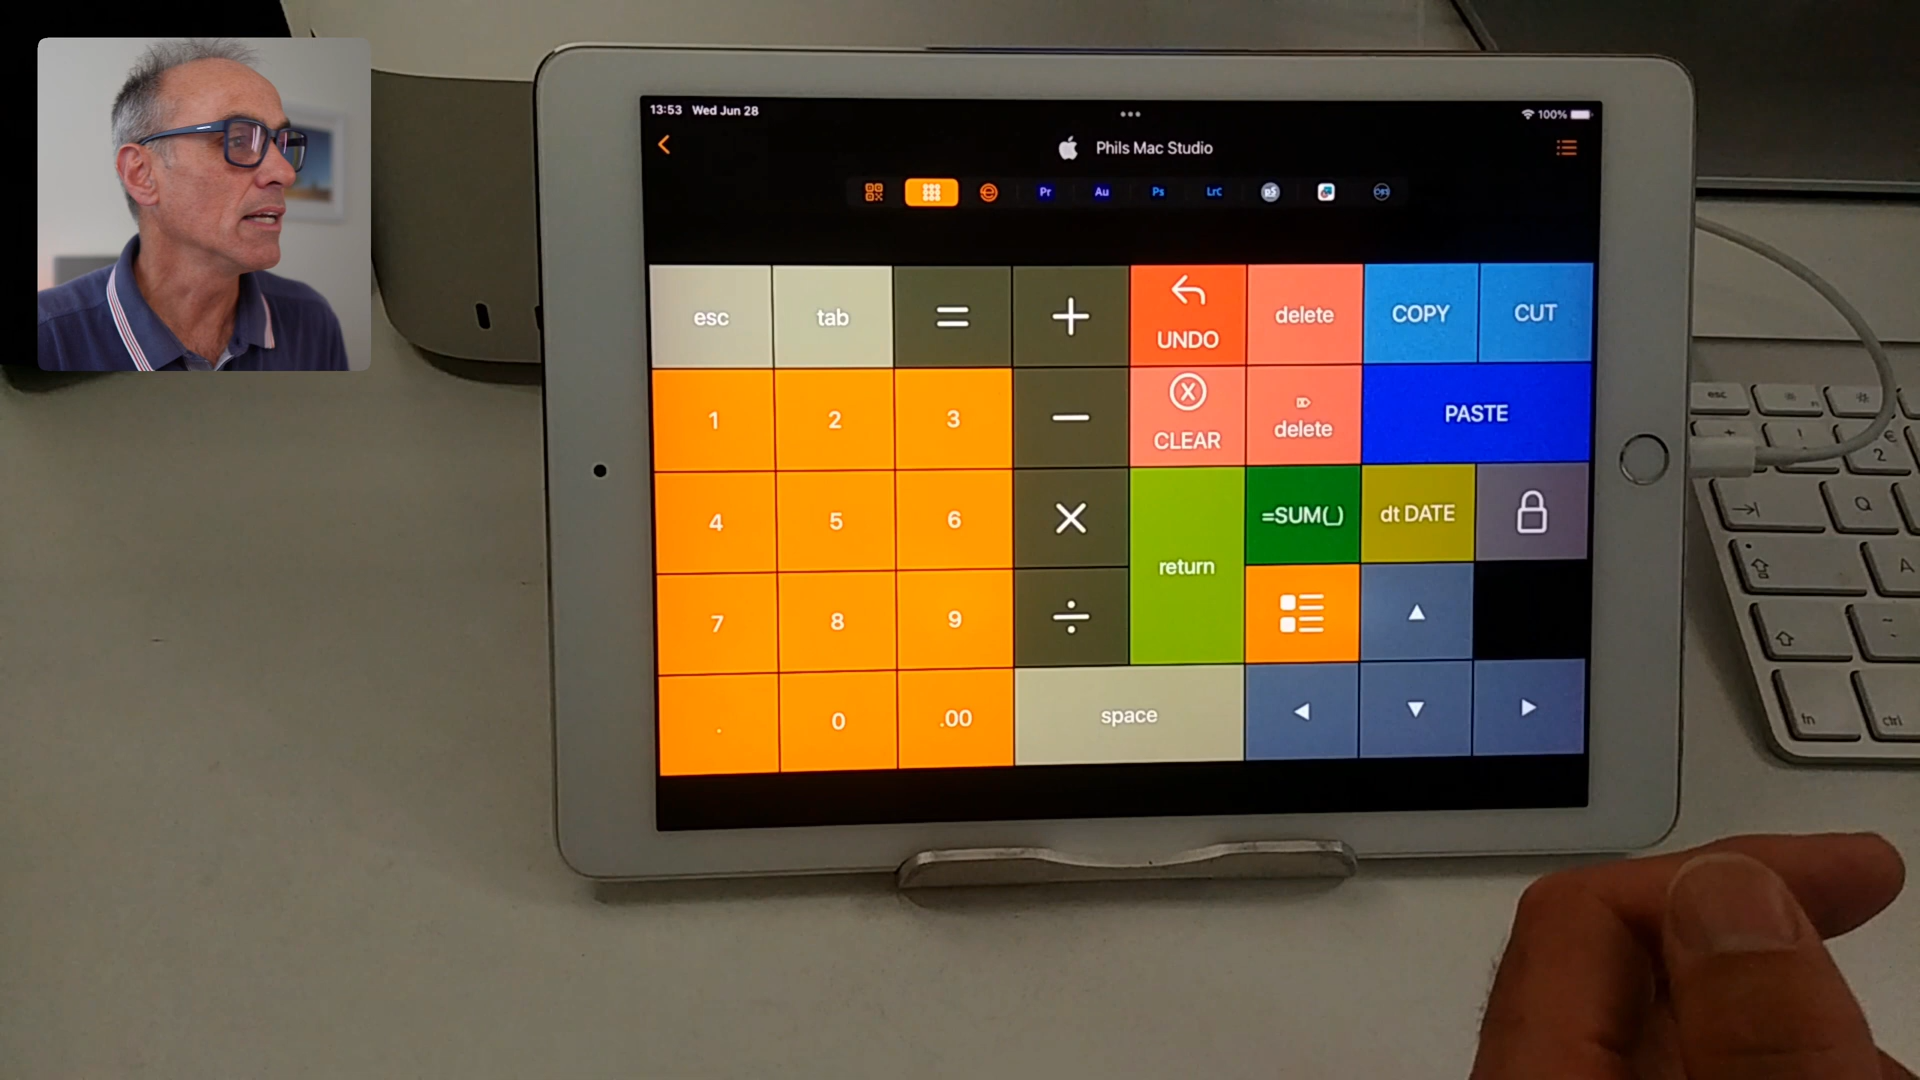 13:53 Wed Jun 28
100%
Phils Mac Studio
Pr Au Ps LrC
esc tab = + UNDO delete COPY CUT
1 2 3 − CLEAR delete PASTE
4 5 6 × return =SUM(_) dt DATE
7 8 9 ÷
. 0 .00 space
esc
2
Q
A
fn ctrl